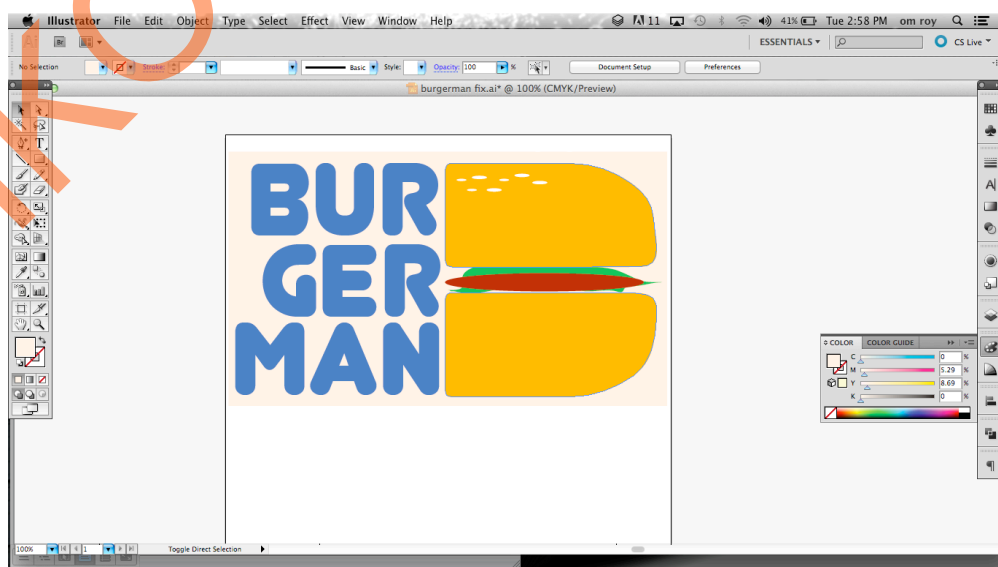 Illustrator File Edit Object Type Select Effect View Window Help 11 41% Tue 2:58 PM om roy
Br ESSENTIALS CS Live
No Selection Stroke: Basic Style: Opacity: 100 % Document Setup Preferences
burgerman fix.ai* @ 100% (CMYK/Preview)
BUR
GER
MAN
COLOR COLOR GUIDE
C 0 %
M 5.29 %
Y 8.69 %
K 0 %
100% 1 Toggle Direct Selection